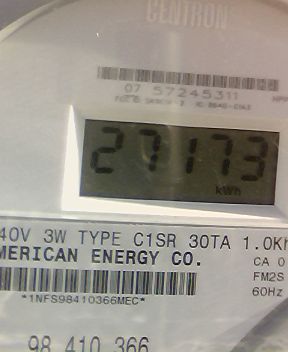 CENTRON
07 57245311
27173
kWh
40V 3W TYPE C1SR 30TA 1.0Kh
MERICAN ENERGY CO.
CA 0
FM2S
60Hz
*1NFS98410366MEC*
98 410 366